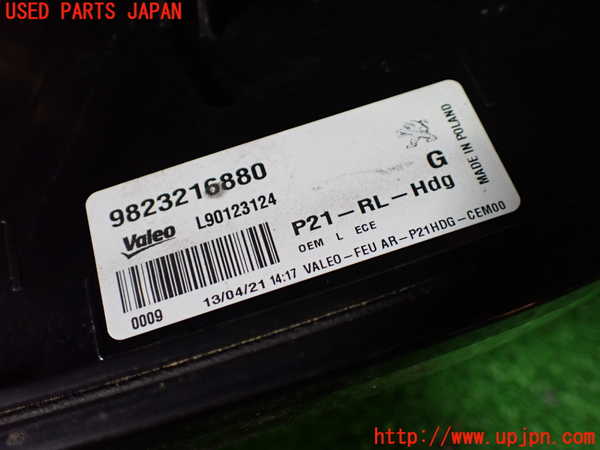 USED PARTS JAPAN
9823216880
Valeo L90123124
P21-RL-Hdg G
OEM L ECE
MADE IN POLAND
0009 13/04/21 14:17 VALEO-FEU AR-P21HDG-CEM00
http://www.upjpn.com/